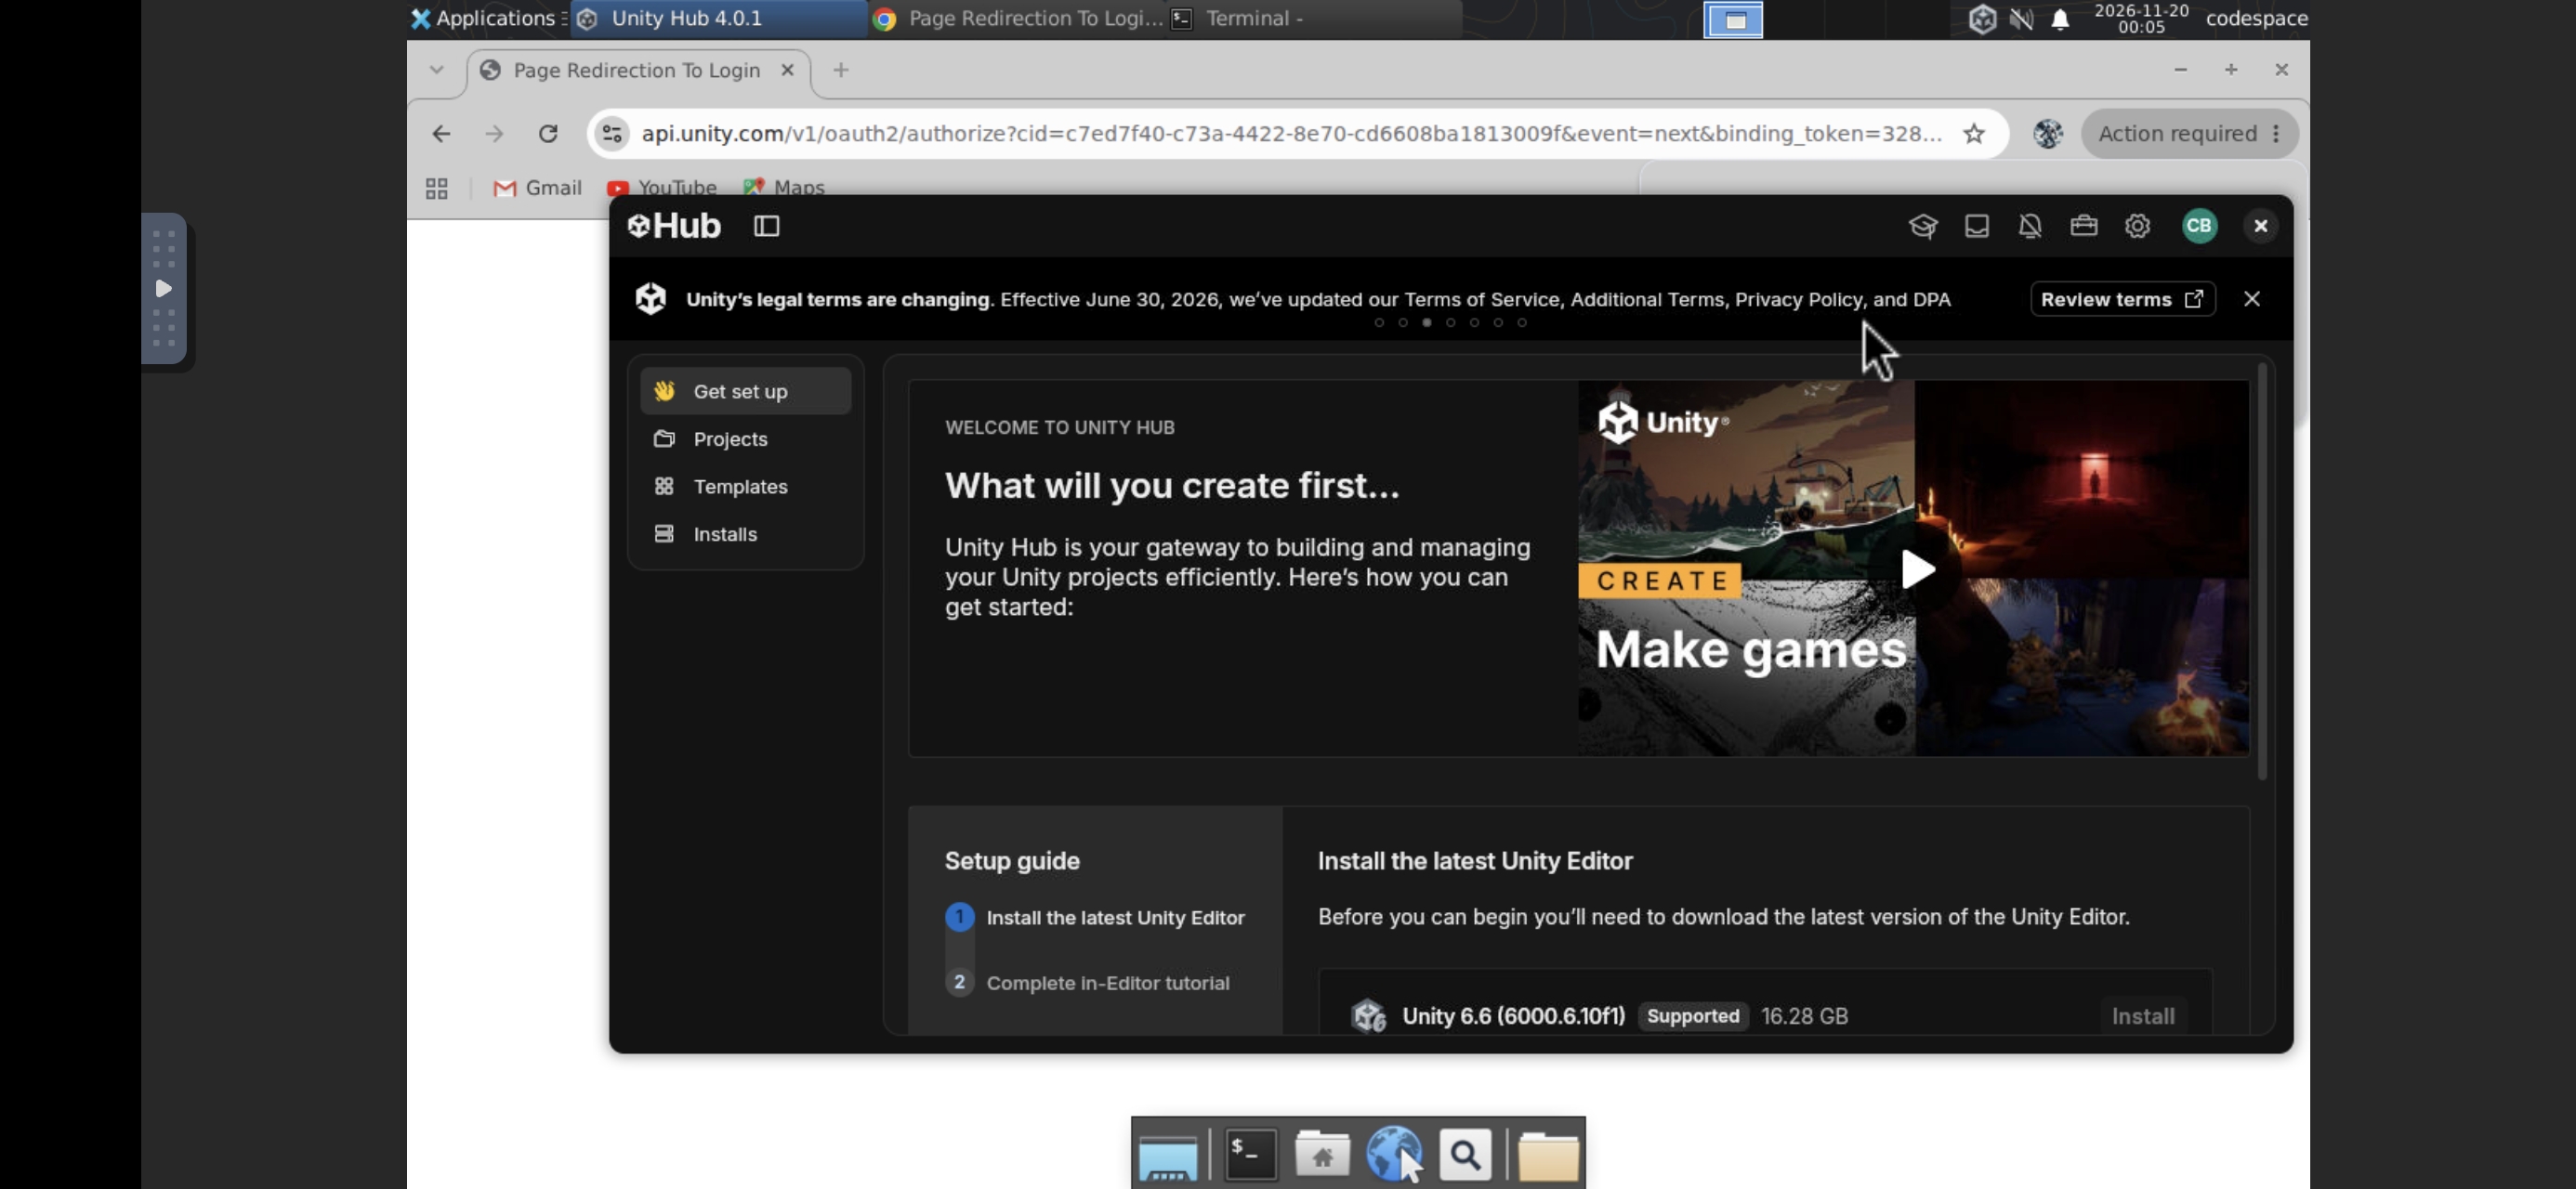 Applications
Unity Hub 4.0.1
Page Redirection To Logi...
Terminal -
2026-11-20
00:05
codespace
Page Redirection To Login
api.unity.com/v1/oauth2/authorize?cid=c7ed7f40-c73a-4422-8e70-cd6608ba1813009f&event=next&binding_token=328...
Action required
Gmail
YouTube
Maps
Hub
CB
Unity's legal terms are changing. Effective June 30, 2026, we've updated our Terms of Service, Additional Terms, Privacy Policy, and DPA
Review terms
Get set up
Projects
Templates
Installs
WELCOME TO UNITY HUB
What will you create first...
Unity Hub is your gateway to building and managing
your Unity projects efficiently. Here's how you can
get started:
Unity®
CREATE
Make games
Setup guide
1 Install the latest Unity Editor
2 Complete in-Editor tutorial
Install the latest Unity Editor
Before you can begin you'll need to download the latest version of the Unity Editor.
Unity 6.6 (6000.6.10f1) Supported 16.28 GB
Install
$_